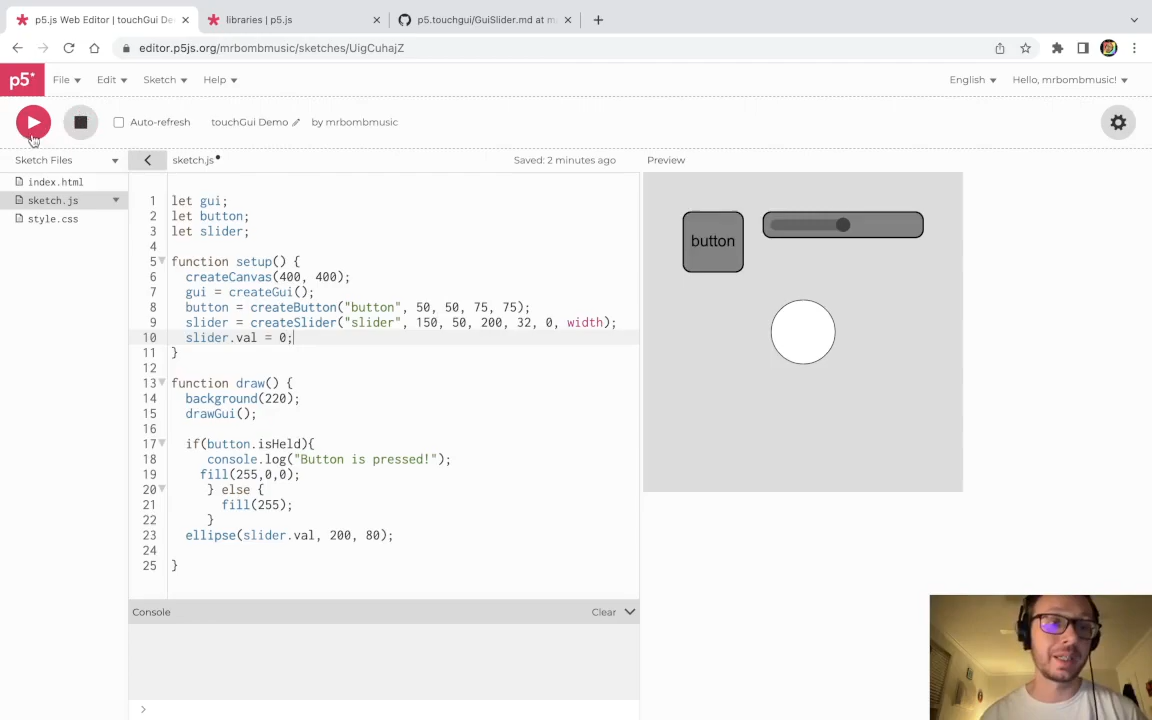 p5.js Web Editor | touchGui De
libraries | p5.js
p5.touchgui/GuiSlider.md at m
editor.p5js.org/mrbombmusic/sketches/UigCuhajZ
p5* File Edit Sketch Help English Hello, mrbombmusic!
Auto-refresh touchGui Demo by mrbombmusic
Sketch Files sketch.js Saved: 2 minutes ago Preview
index.html
sketch.js
style.css
1 let gui;
2 let button;
3 let slider;
4
5 function setup() {
6 createCanvas(400, 400);
7 gui = createGui();
8 button = createButton("button", 50, 50, 75, 75);
9 slider = createSlider("slider", 150, 50, 200, 32, 0, width);
10 slider.val = 0;
11 }
12
13 function draw() {
14 background(220);
15 drawGui();
16
17 if(button.isHeld){
18 console.log("Button is pressed!");
19 fill(255,0,0);
20 } else {
21 fill(255);
22 }
23 ellipse(slider.val, 200, 80);
24
25 }
button
Console Clear
>